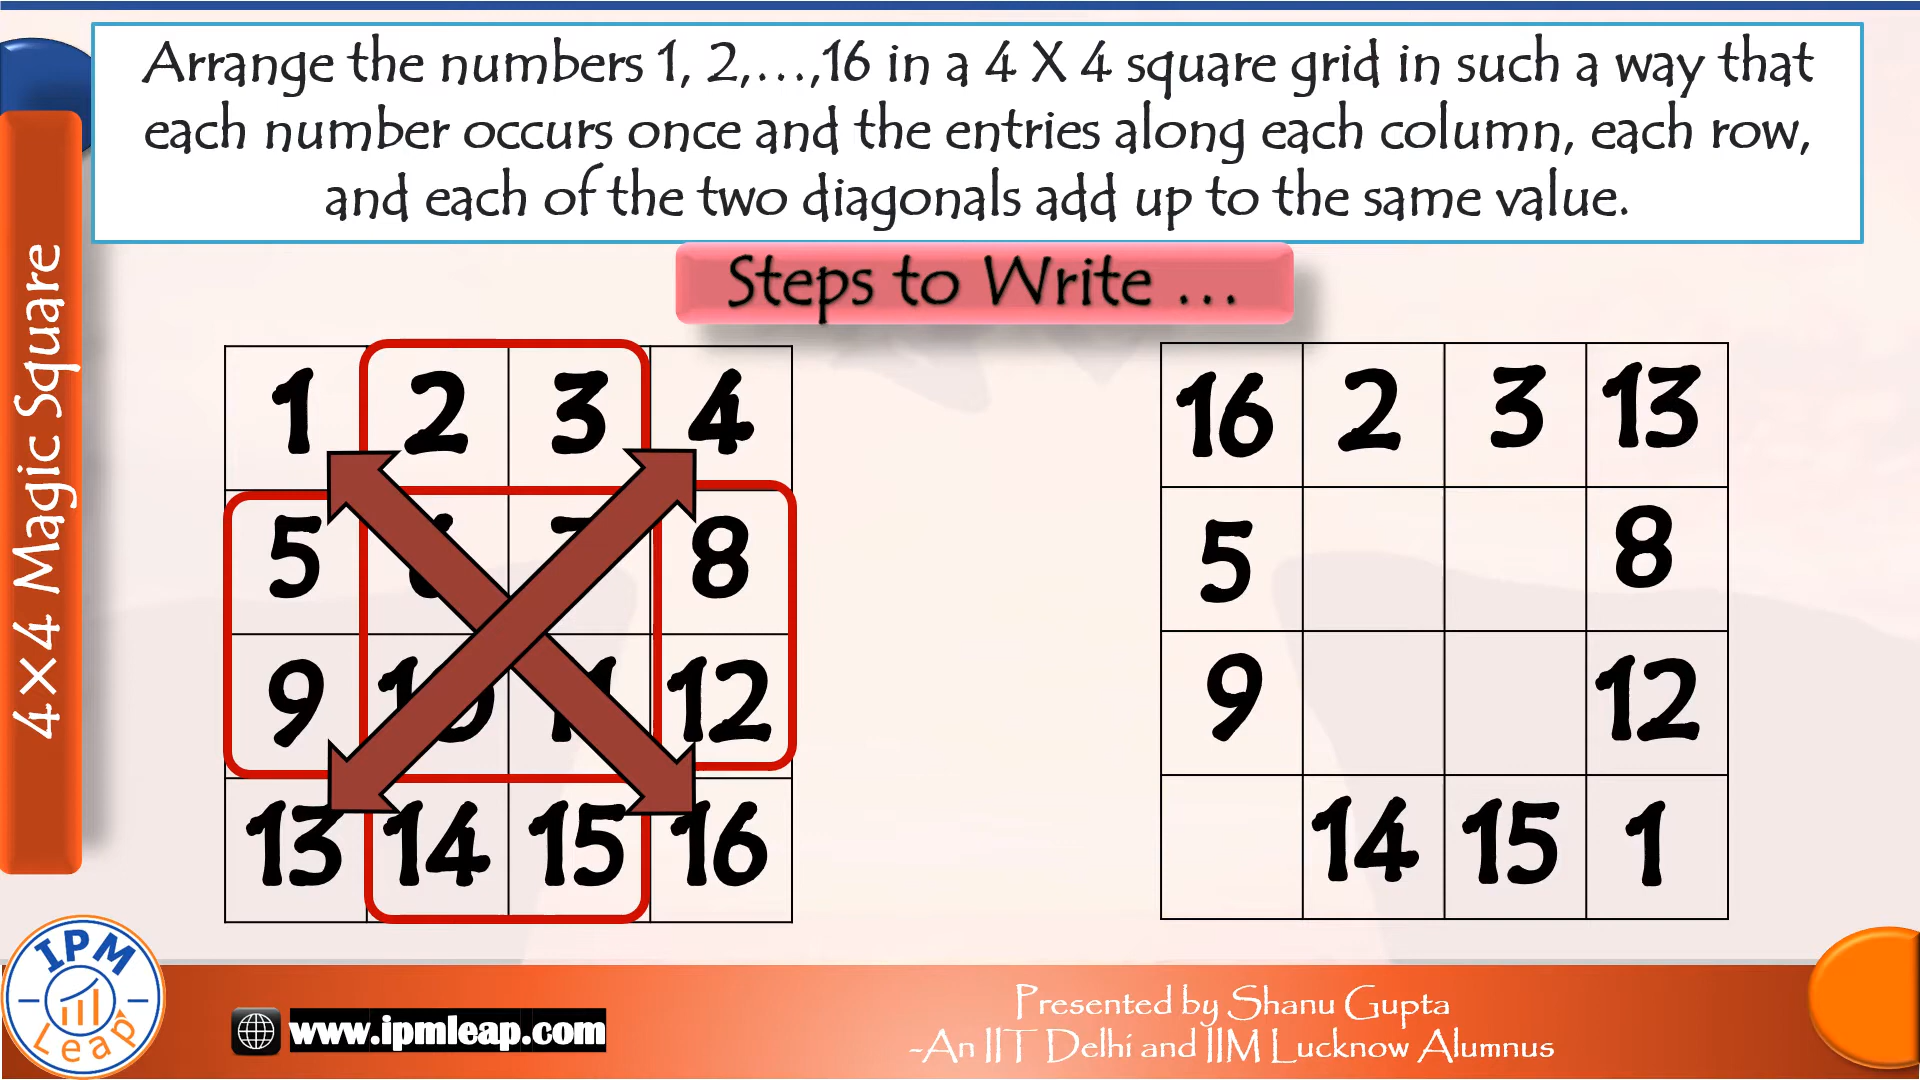 Arrange the numbers 1, 2,...,16 in a 4 X 4 square grid in such a way that
each number occurs once and the entries along each column, each row,
and each of the two diagonals add up to the same value.
4×4 Magic Square
Steps to Write ...
1 2 3 4
5 8
9 12
13 14 15 16
16 2 3 13
5 8
9 12
14 15 1
IPM
Leap
www.ipmleap.com
Presented by Shanu Gupta
-An IIT Delhi and IIM Lucknow Alumnus